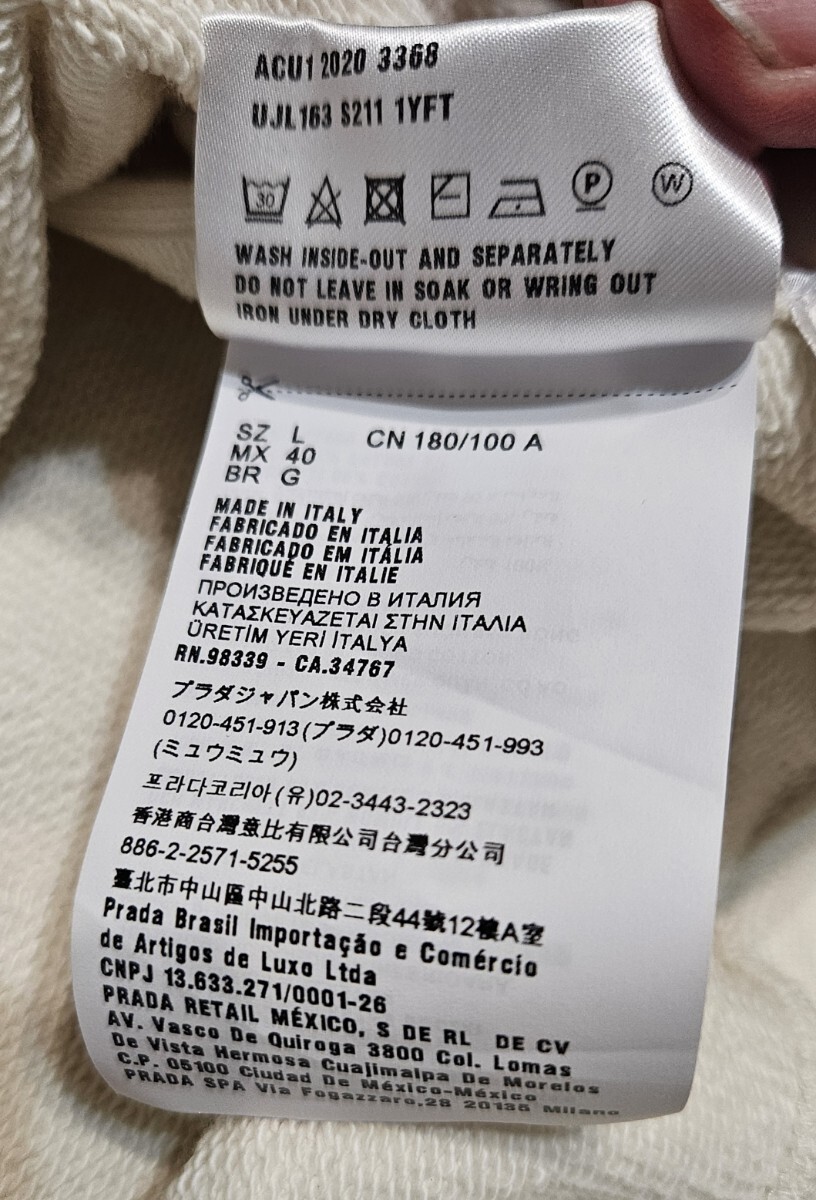 ACU1 2020 3368
UJL163 S211 1YFT
30
P
W
WASH INSIDE-OUT AND SEPARATELY
DO NOT LEAVE IN SOAK OR WRING OUT
IRON UNDER DRY CLOTH
SZ L CN 180/100 A
MX 40
BR G
MADE IN ITALY
FABRICADO EN ITALIA
FABRICADO EM ITÁLIA
FABRIQUÉ EN ITALIE
ПРОИЗВЕДЕНО В ИТАЛИЯ
ΚΑΤΑΣΚΕΥΑΖΕΤΑΙ ΣΤΗΝ ΙΤΑΛΙΑ
ÜRETİM YERİ İTALYA
RN.98339 - CA.34767
プラダジャパン株式会社
0120-451-913(プラダ)0120-451-993
(ミュウミュウ)
프라다코리아(유)02-3443-2323
香港商台灣意比有限公司台灣分公司
886-2-2571-5255
臺北市中山區中山北路二段44號12樓A室
Prada Brasil Importação e Comércio
de Artigos de Luxo Ltda
CNPJ 13.633.271/0001-26
PRADA RETAIL MÉXICO, S DE RL DE CV
AV. Vasco De Quiroga 3800 Col. Lomas
De Vista Hermosa Cuajimalpa De Morelos
C.P. 05100 Ciudad De México-México
PRADA SPA Via Fogazzaro,28 20135 Milano